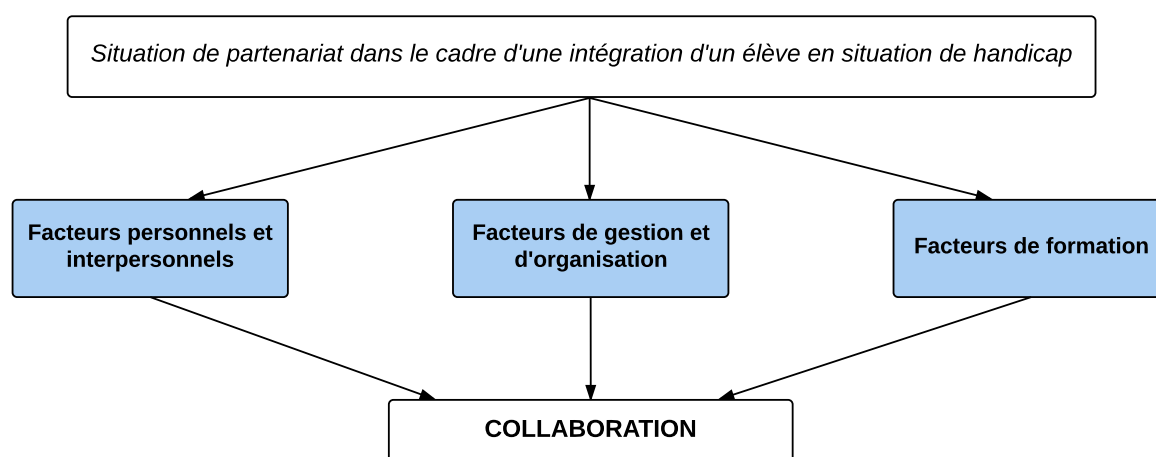 Situation de partenariat dans le cadre d'une intégration d'un élève en situation de handicap
Facteurs personnels et
interpersonnels
Facteurs de gestion et
d'organisation
Facteurs de formation
COLLABORATION